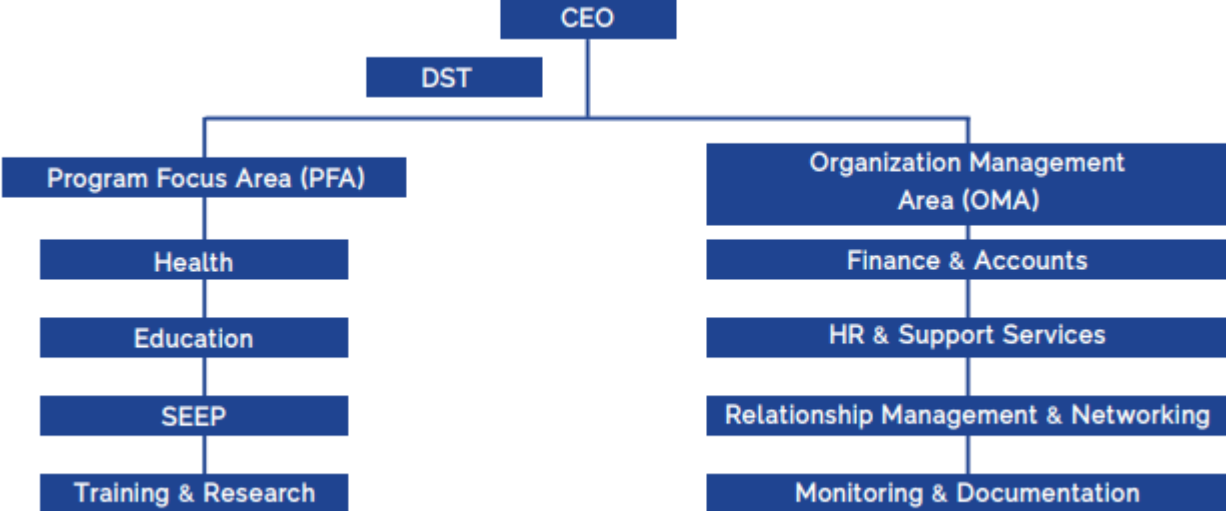 CEO
DST
Program Focus Area (PFA)
Health
Education
SEEP
Training & Research
Organization Management
Area (OMA)
Finance & Accounts
HR & Support Services
Relationship Management & Networking
Monitoring & Documentation